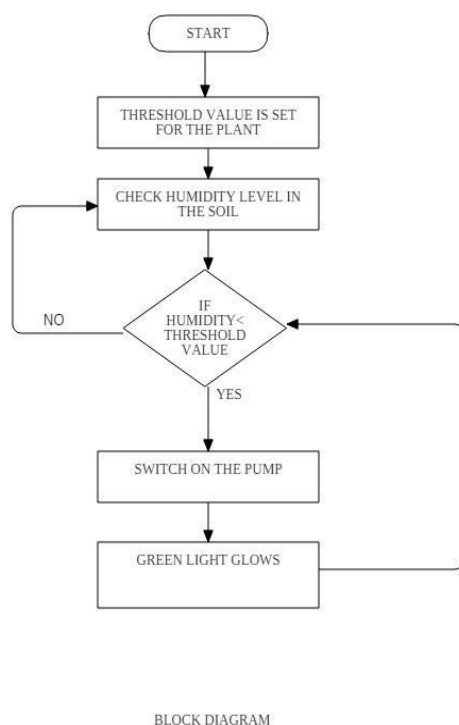 START
THRESHOLD VALUE IS SET
FOR THE PLANT
CHECK HUMIDITY LEVEL IN
THE SOIL
IF
HUMIDITY<
THRESHOLD
VALUE
NO
YES
SWITCH ON THE PUMP
GREEN LIGHT GLOWS
BLOCK DIAGRAM